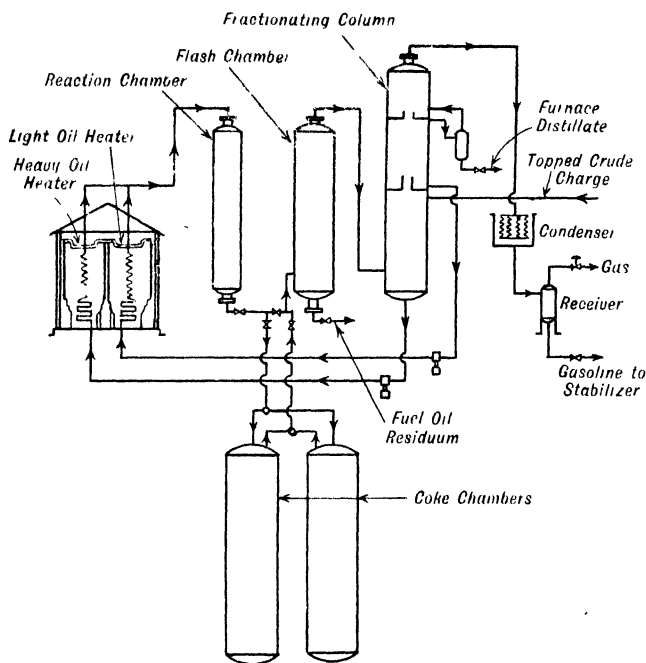 Fractionating Column
Flash Chamber
Reaction Chamber
Light Oil Heater
Heavy Oil
Heater
Furnace
Distillate
Topped Crude
Charge
Condenser
Gas
Receiver
Gasoline to
Stabilizer
Fuel Oil
Residuum
Coke Chambers